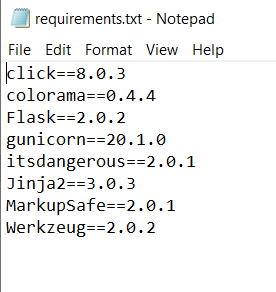 requirements.txt - Notepad
File Edit Format View Help
click==8.0.3
colorama==0.4.4
Flask==2.0.2
gunicorn==20.1.0
itsdangerous==2.0.1
Jinja2==3.0.3
MarkupSafe==2.0.1
Werkzeug==2.0.2